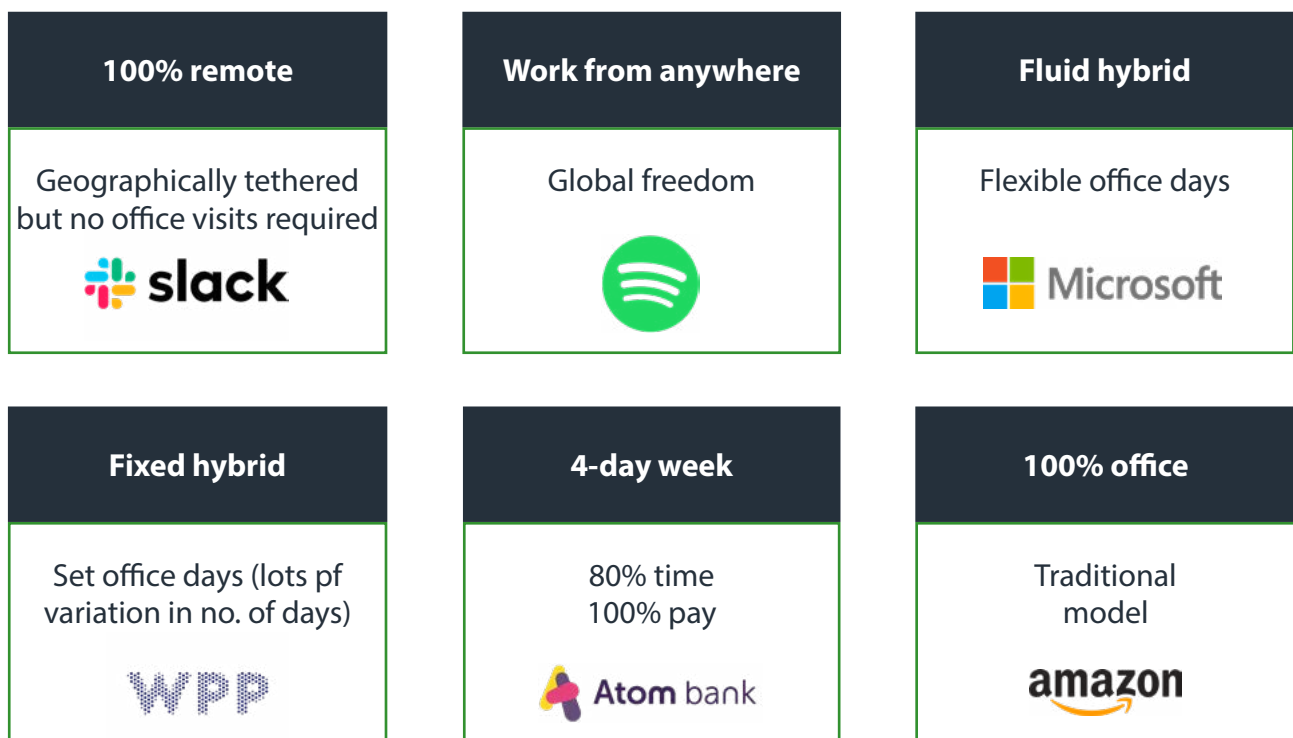 100% remote
Geographically tethered
but no office visits required
slack
Work from anywhere
Global freedom
Fluid hybrid
Flexible office days
Microsoft
Fixed hybrid
Set office days (lots pf
variation in no. of days)
WPP
4-day week
80% time
100% pay
Atom bank
100% office
Traditional
model
amazon